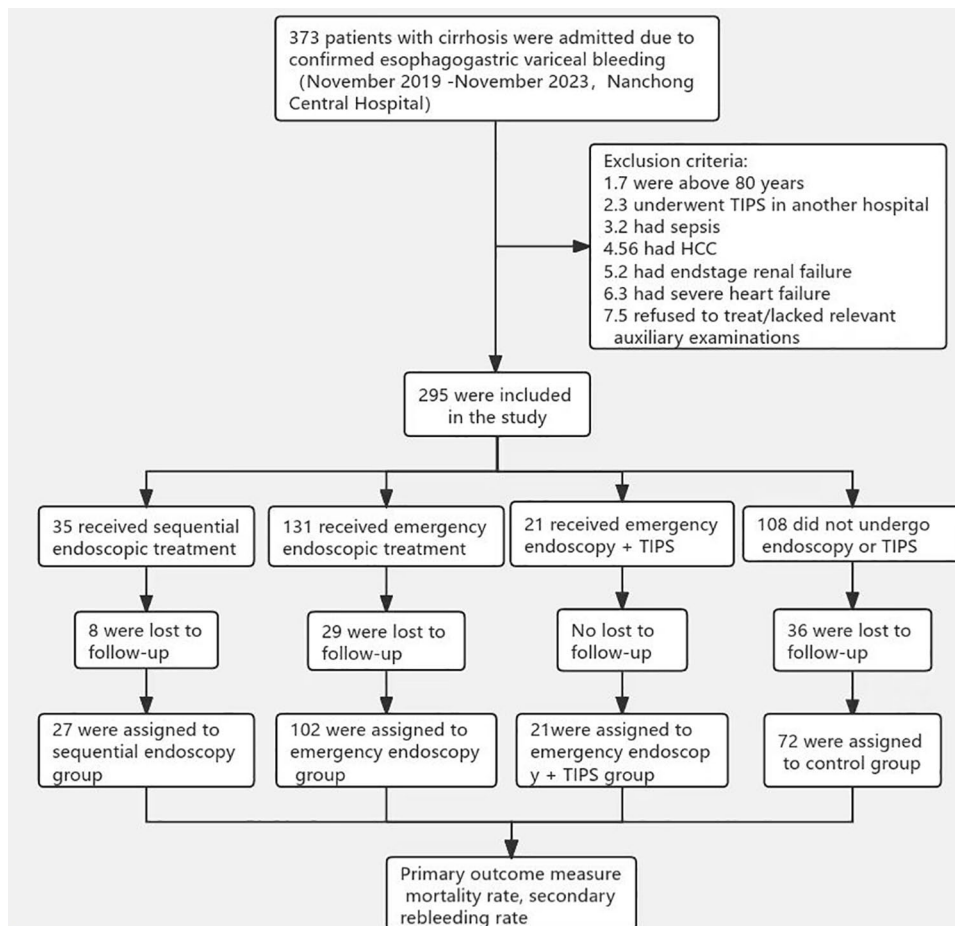 373 patients with cirrhosis were admitted due to
confirmed esophagogastric variceal bleeding
（November 2019 -November 2023，Nanchong
Central Hospital）
Exclusion criteria:
1.7 were above 80 years
2.3 underwent TIPS in another hospital
3.2 had sepsis
4.56 had HCC
5.2 had endstage renal failure
6.3 had severe heart failure
7.5 refused to treat/lacked relevant
auxiliary examinations
295 were included
in the study
35 received sequential
endoscopic treatment
131 received emergency
endoscopic treatment
21 received emergency
endoscopy + TIPS
108 did not undergo
endoscopy or TIPS
8 were lost to
follow-up
29 were lost to
follow-up
No lost to
follow-up
36 were lost to
follow-up
27 were assigned to
sequential endoscopy
group
102 were assigned to
emergency endoscopy
group
21were assigned to
emergency endoscop
y + TIPS group
72 were assigned
to control group
Primary outcome measure
mortality rate, secondary
rebleeding rate